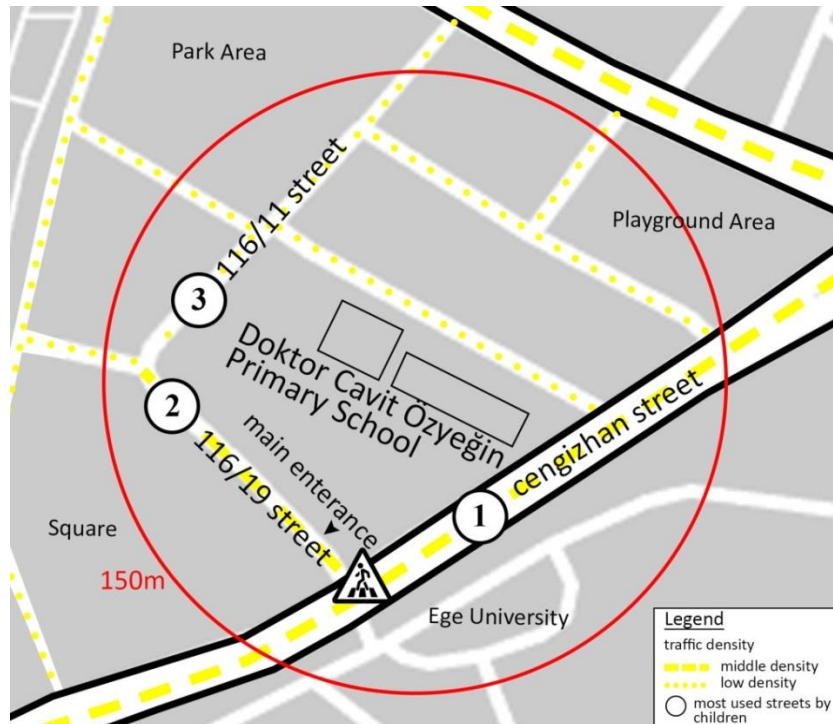 Park Area
116/11 street
Playground Area
3
Doktor Cavit Özyeğin
Primary School
2
main enterance
cengizhan street
116/19 street
1
Square
150m
Ege University
Legend
traffic density
middle density
low density
most used streets by
children